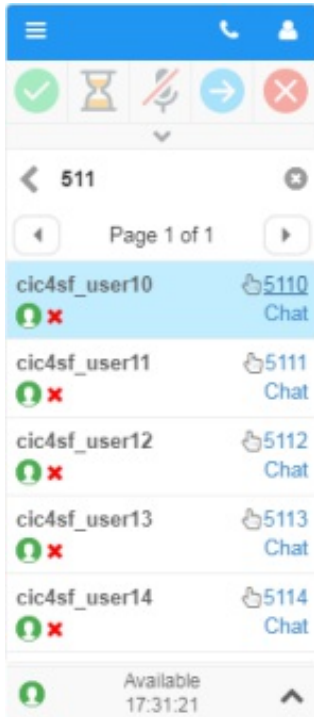 511
Page 1 of 1
cic4sf_user10 5110
Chat
cic4sf_user11 5111
Chat
cic4sf_user12 5112
Chat
cic4sf_user13 5113
Chat
cic4sf_user14 5114
Chat
Available
17:31:21